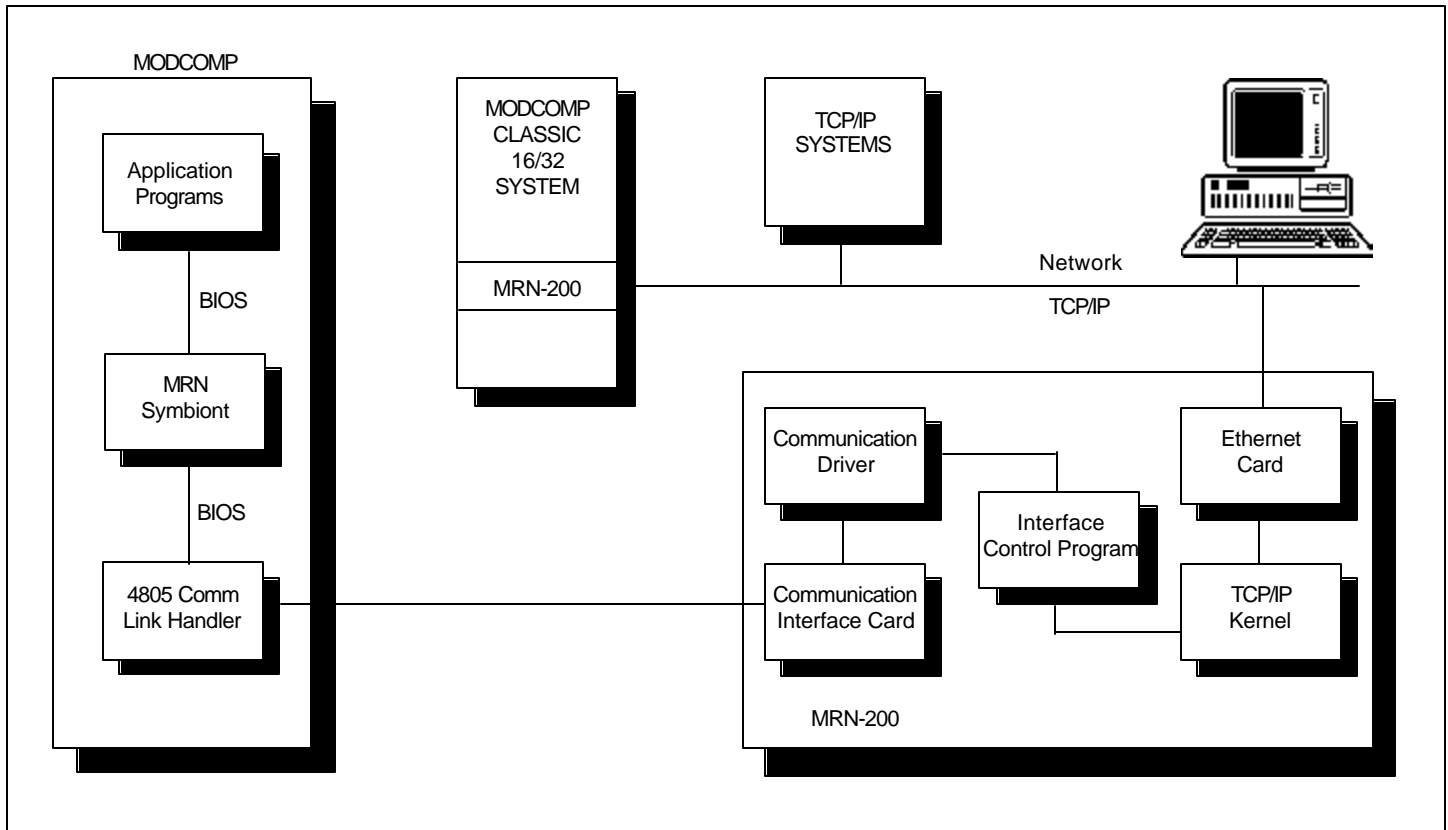 MODCOMP
Application
Programs
BIOS
MRN
Symbiont
BIOS
4805 Comm
Link Handler
MODCOMP
CLASSIC
16/32
SYSTEM
MRN-200
TCP/IP
SYSTEMS
Network
TCP/IP
Communication
Driver
Communication
Interface Card
Interface
Control Program
Ethernet
Card
TCP/IP
Kernel
MRN-200